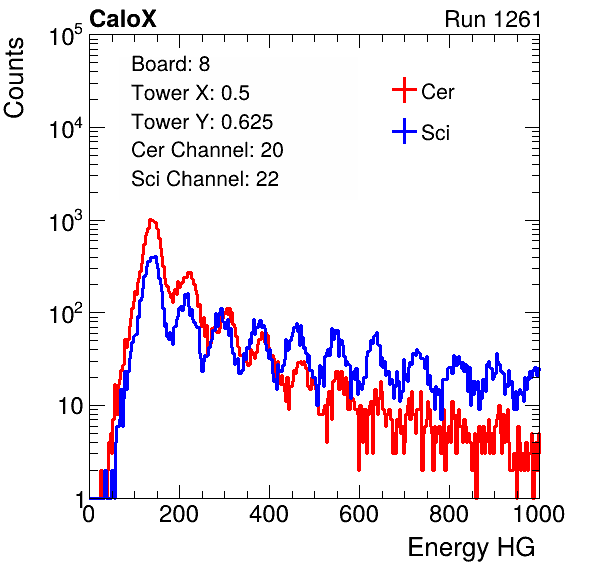 CaloX Run 1261
Counts
10^5
10^4
10^3
10^2
10
1
Board: 8
Tower X: 0.5
Tower Y: 0.625
Cer Channel: 20
Sci Channel: 22
Cer
Sci
0 200 400 600 800 1000
Energy HG